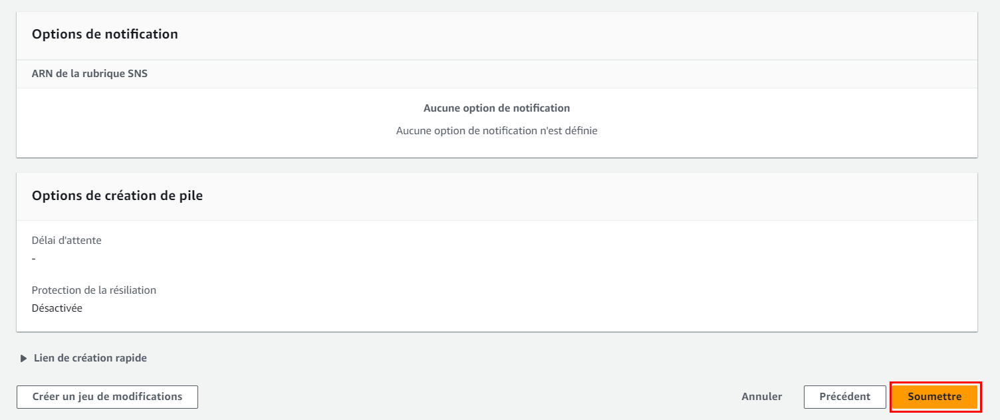 Options de notification
ARN de la rubrique SNS
Aucune option de notification
Aucune option de notification n'est définie
Options de création de pile
Délai d'attente
-
Protection de la résiliation
Désactivée
Lien de création rapide
Créer un jeu de modifications
Annuler
Précédent
Soumettre